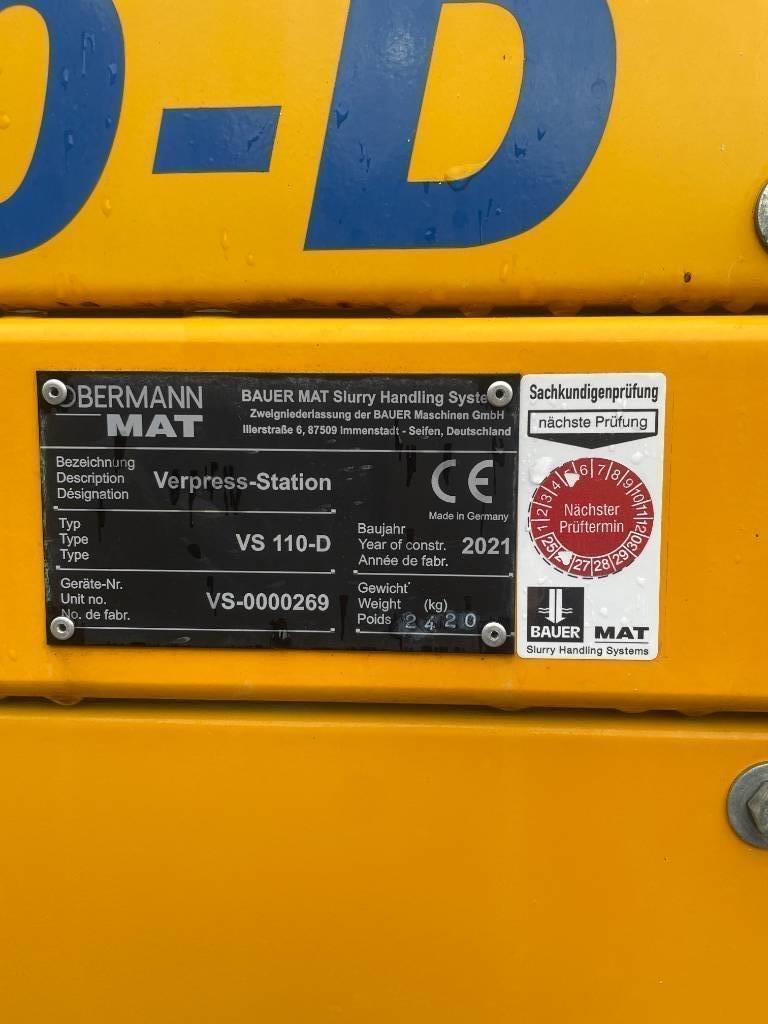 0-D
OBERMANN
MAT
BAUER MAT Slurry Handling Syste
Zweigniederlassung der BAUER Maschinen GmbH
Illerstraße 6, 87509 Immenstadt - Seifen, Deutschland
Bezeichnung
Description
Désignation
Verpress-Station
CE
Made in Germany
Typ
Type
Type
VS 110-D
Baujahr
Year of constr.
Année de fabr.
2021
Geräte-Nr.
Unit no.
No. de fabr.
VS-0000269
Gewicht
Weight (kg)
Poids
2420
Sachkundigenprüfung
nächste Prüfung
1 2 3 4 5 6 7 8 9 10 11 12
Nächster
Prüftermin
25 27 28 29 30
BAUER MAT
Slurry Handling Systems